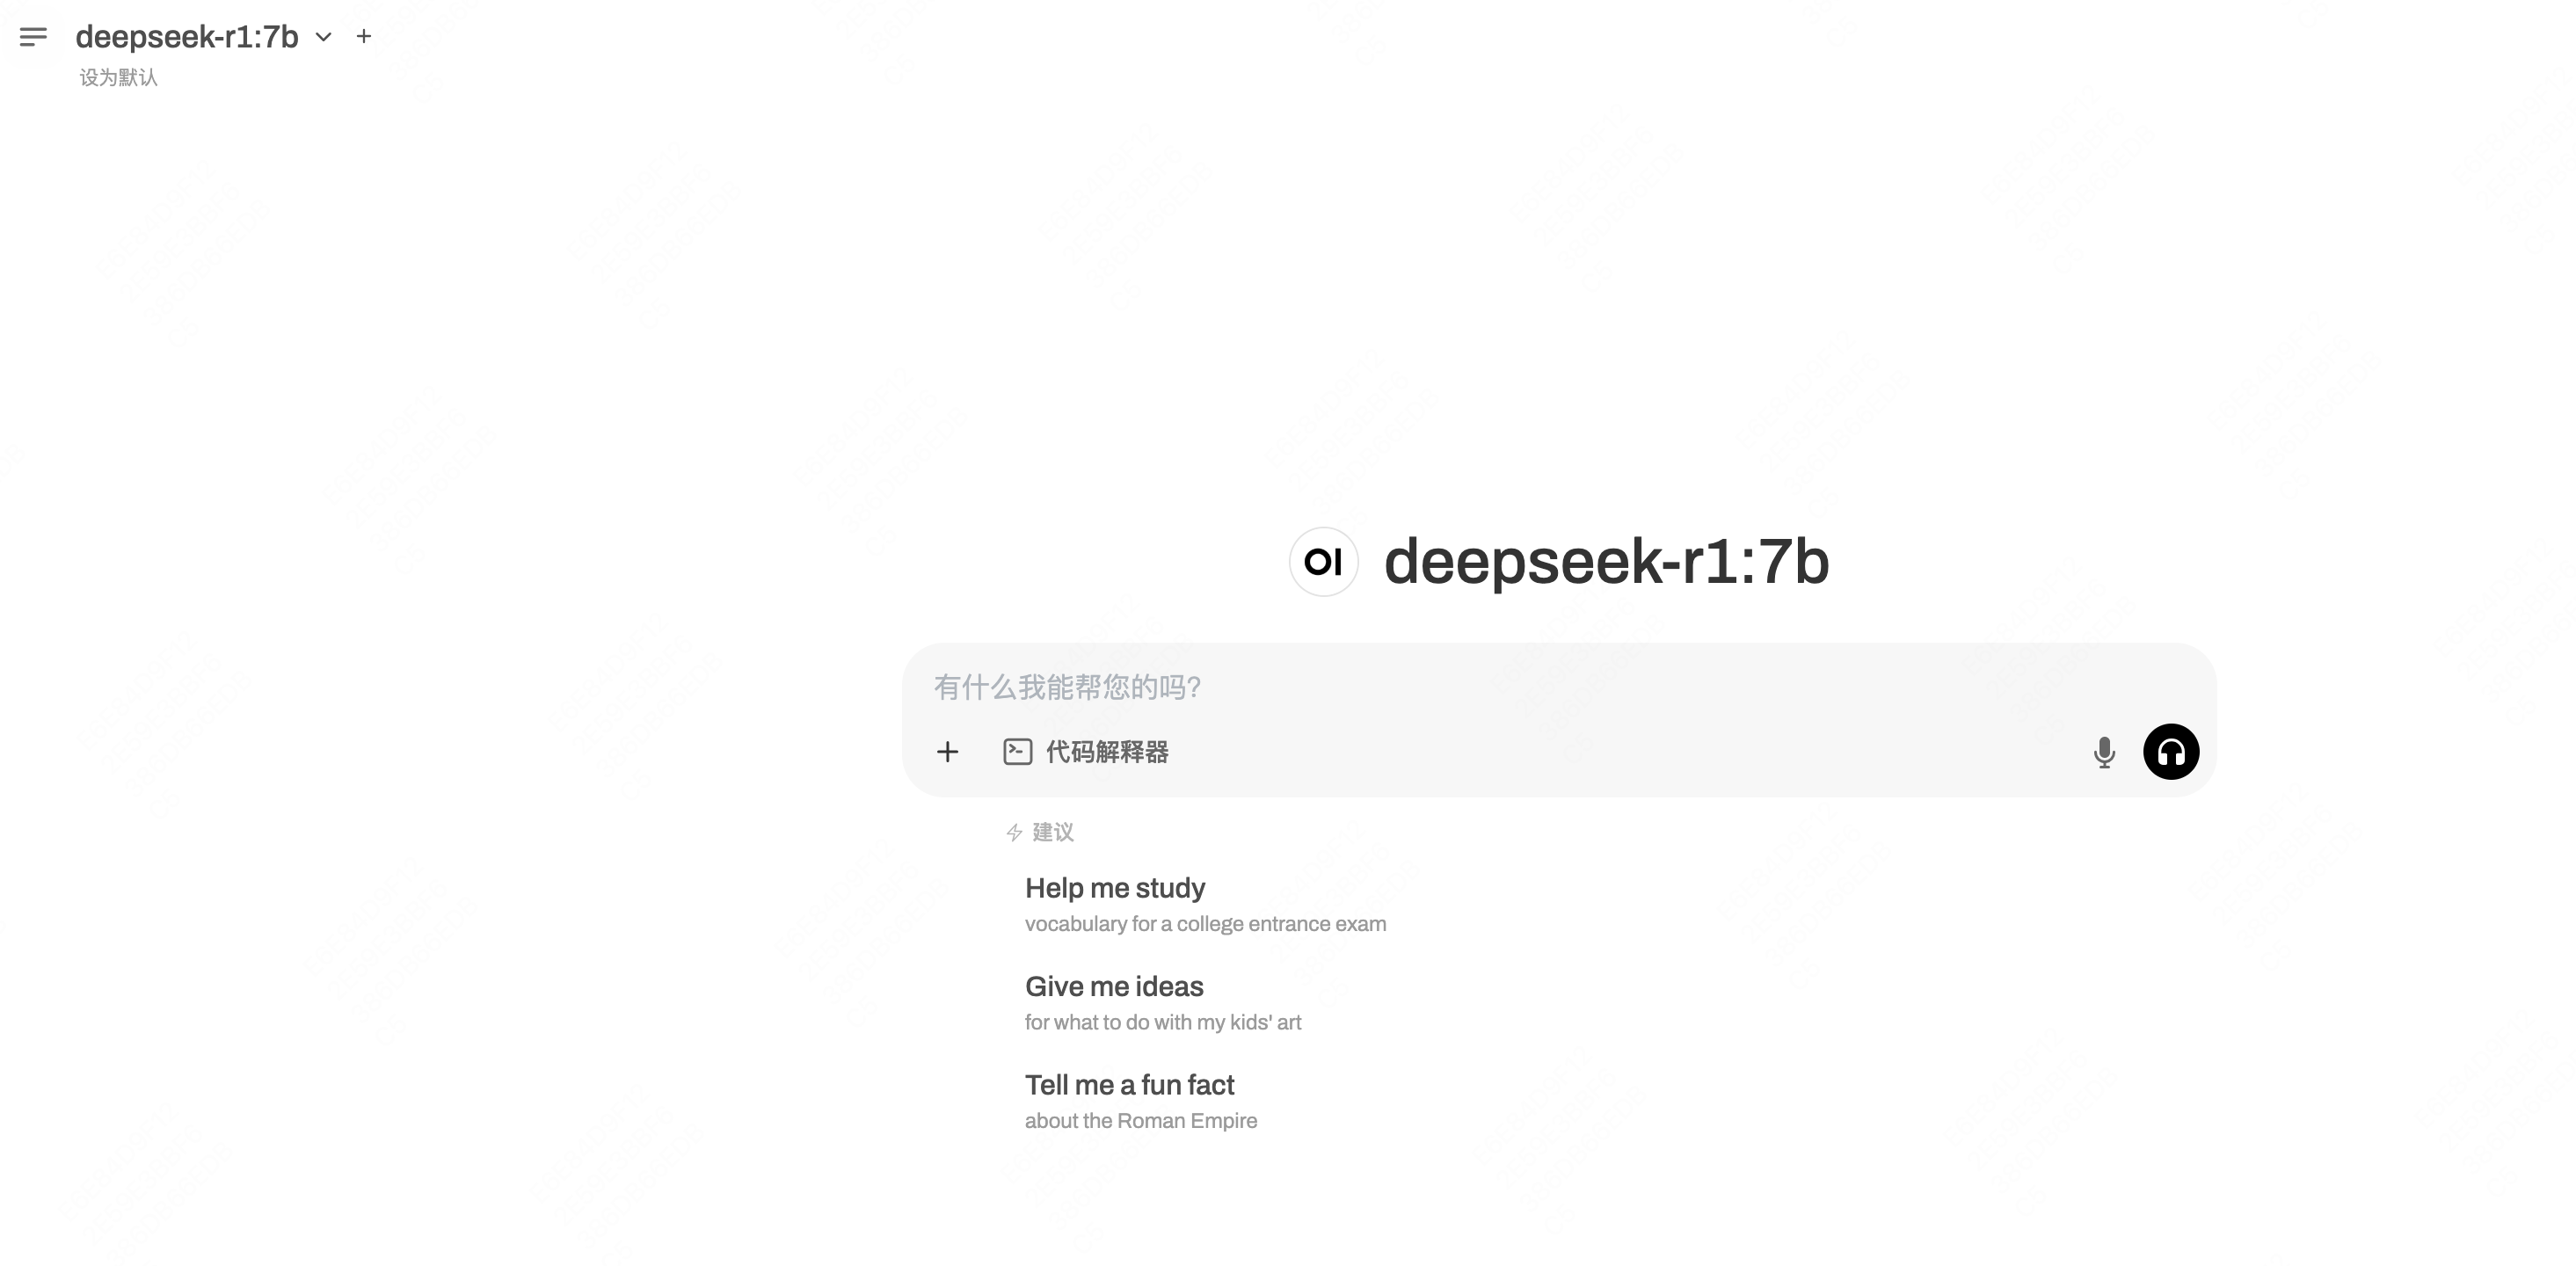 deepseek-r1:7b
设为默认
OI deepseek-r1:7b
有什么我能帮您的吗?
代码解释器
建议
Help me study
vocabulary for a college entrance exam
Give me ideas
for what to do with my kids' art
Tell me a fun fact
about the Roman Empire